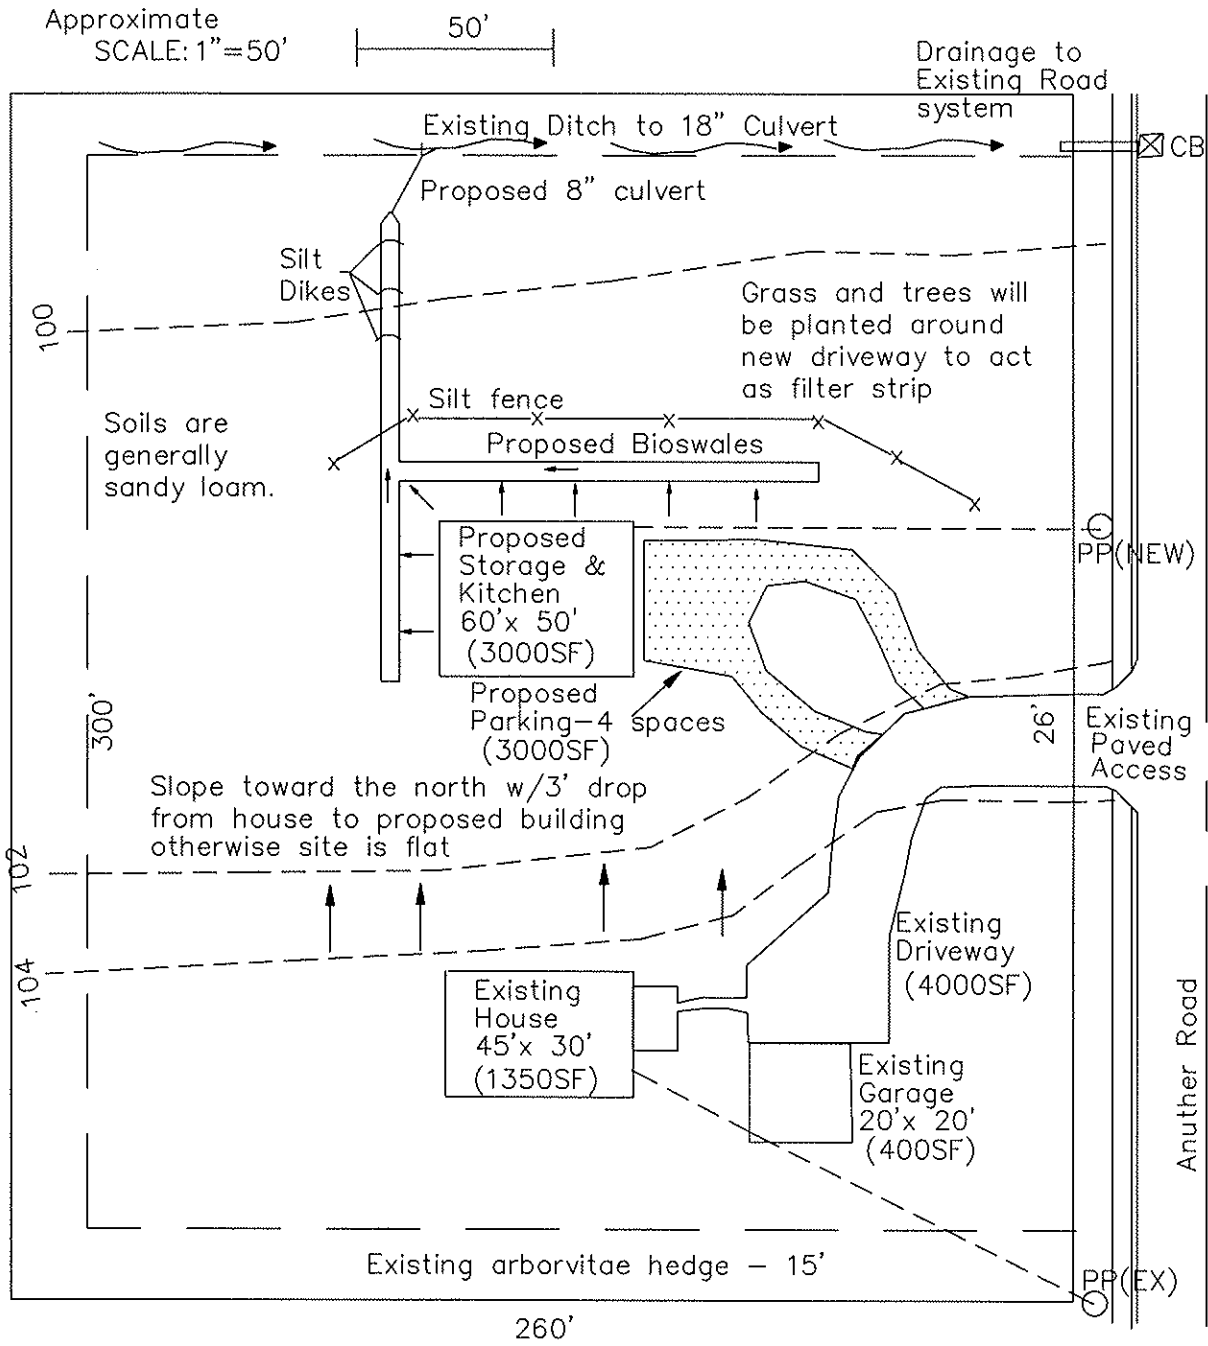 Approximate
SCALE: 1"=50'
50'
Drainage to
Existing Road
system
Existing Ditch to 18" Culvert
CB
Proposed 8" culvert
Silt
Dikes
100
Grass and trees will
be planted around
new driveway to act
as filter strip
Silt fence
Soils are
generally
sandy loam.
Proposed Bioswales
x x x x x x x
Proposed
Storage &
Kitchen
60'x 50'
(3000SF)
PP(NEW)
Proposed
Parking-4 spaces
(3000SF)
300'
26'
Existing
Paved
Access
Slope toward the north w/3' drop
from house to proposed building
otherwise site is flat
102
104
Existing
Driveway
(4000SF)
Existing
House
45'x 30'
(1350SF)
Existing
Garage
20'x 20'
(400SF)
Anuther Road
Existing arborvitae hedge - 15'
PP(EX)
260'